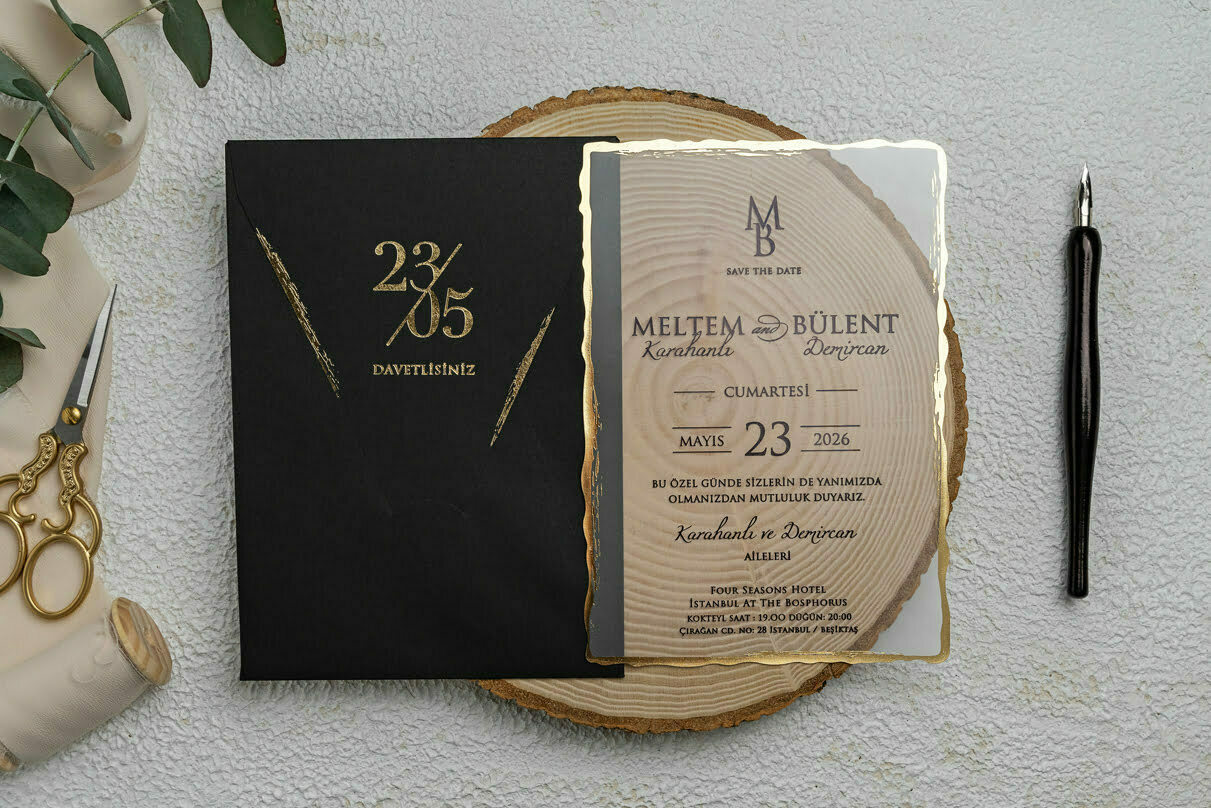 23/05
DAVETLİSİNİZ
M
B
SAVE THE DATE
MELTEM and BÜLENT
Karahanlı Demircan
CUMARTESİ
MAYIS 23 2026
BU ÖZEL GÜNDE SİZLERİN DE YANIMIZDA
OLMANIZDAN MUTLULUK DUYARIZ.
Karahanlı ve Demircan
AİLELERİ
FOUR SEASONS HOTEL
İSTANBUL AT THE BOSPHORUS
KOKTEYL SAAT : 19.00 DÜĞÜN: 20:00
ÇIRAĞAN CD. NO: 28 İSTANBUL / BEŞİKTAŞ